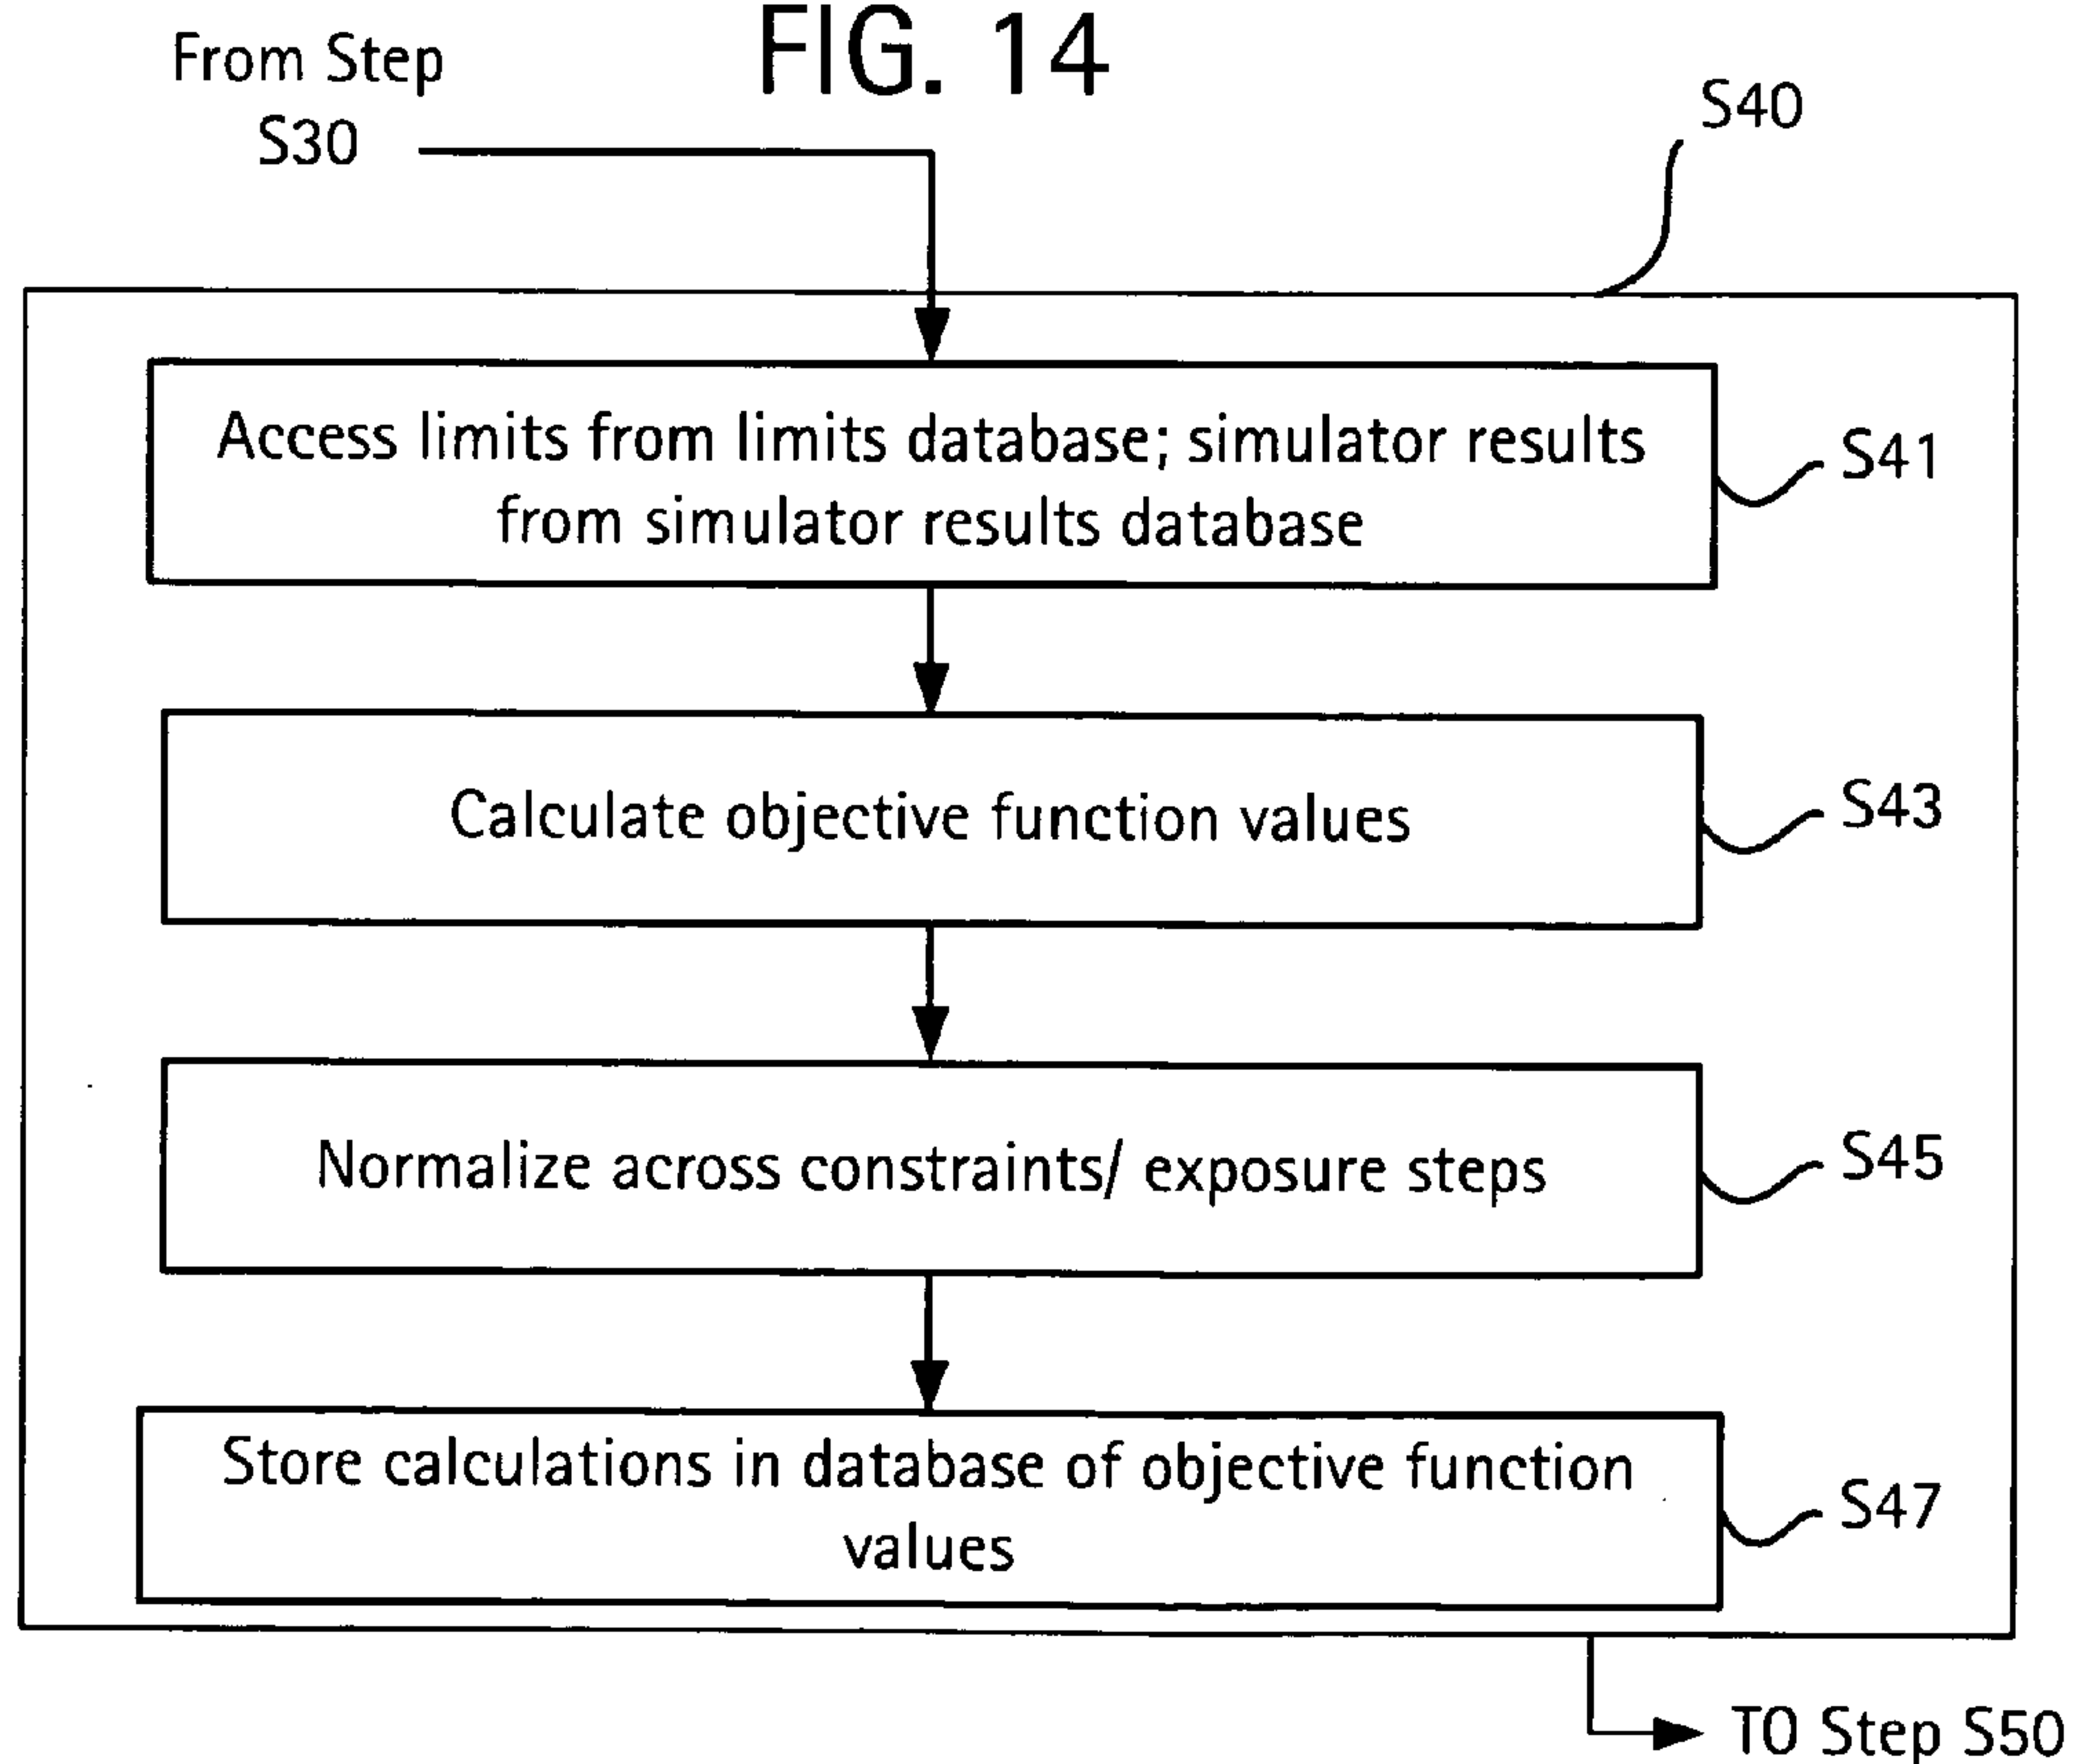 FIG. 14
From Step
S30
S40
Access limits from limits database; simulator results
from simulator results database
S41
Calculate objective function values
S43
Normalize across constraints/ exposure steps
S45
Store calculations in database of objective function
values
S47
TO Step S50